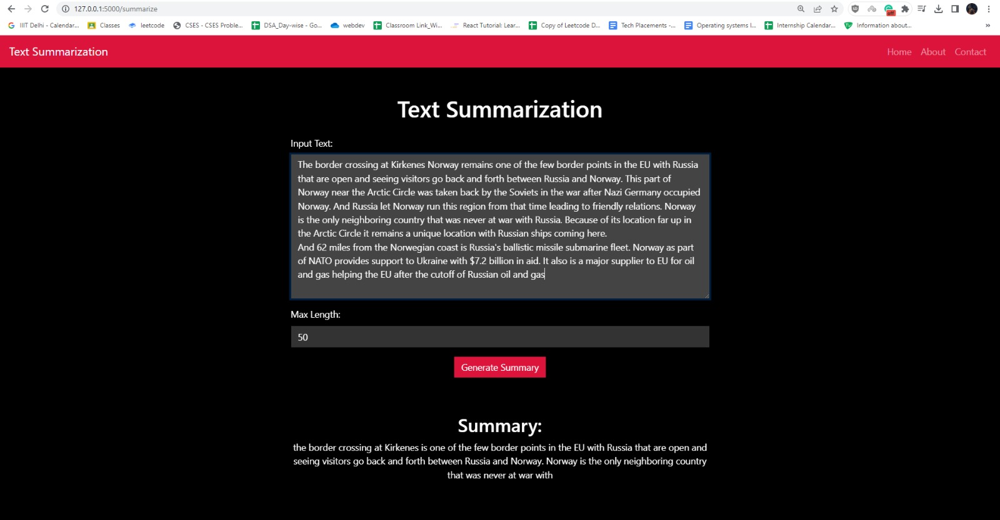 127.0.0.1:5000/summarize
off
IIIT Delhi - Calendar...
Classes
leetcode
CSES - CSES Proble...
DSA_Day-wise - Go...
webdev
Classroom Link_Wi...
React Tutorial: Lear...
Copy of Leetcode D...
Tech Placements -...
Operating systems I...
Internship Calendar...
Information about...
»
Text Summarization
Home About Contact
Text Summarization
Input Text:
The border crossing at Kirkenes Norway remains one of the few border points in the EU with Russia
that are open and seeing visitors go back and forth between Russia and Norway. This part of
Norway near the Arctic Circle was taken back by the Soviets in the war after Nazi Germany occupied
Norway. And Russia let Norway run this region from that time leading to friendly relations. Norway
is the only neighboring country that was never at war with Russia. Because of its location far up in
the Arctic Circle it remains a unique location with Russian ships coming here.
And 62 miles from the Norwegian coast is Russia's ballistic missile submarine fleet. Norway as part
of NATO provides support to Ukraine with $7.2 billion in aid. It also is a major supplier to EU for oil
and gas helping the EU after the cutoff of Russian oil and gas
Max Length:
50
Generate Summary
Summary:
the border crossing at Kirkenes is one of the few border points in the EU with Russia that are open and
seeing visitors go back and forth between Russia and Norway. Norway is the only neighboring country
that was never at war with